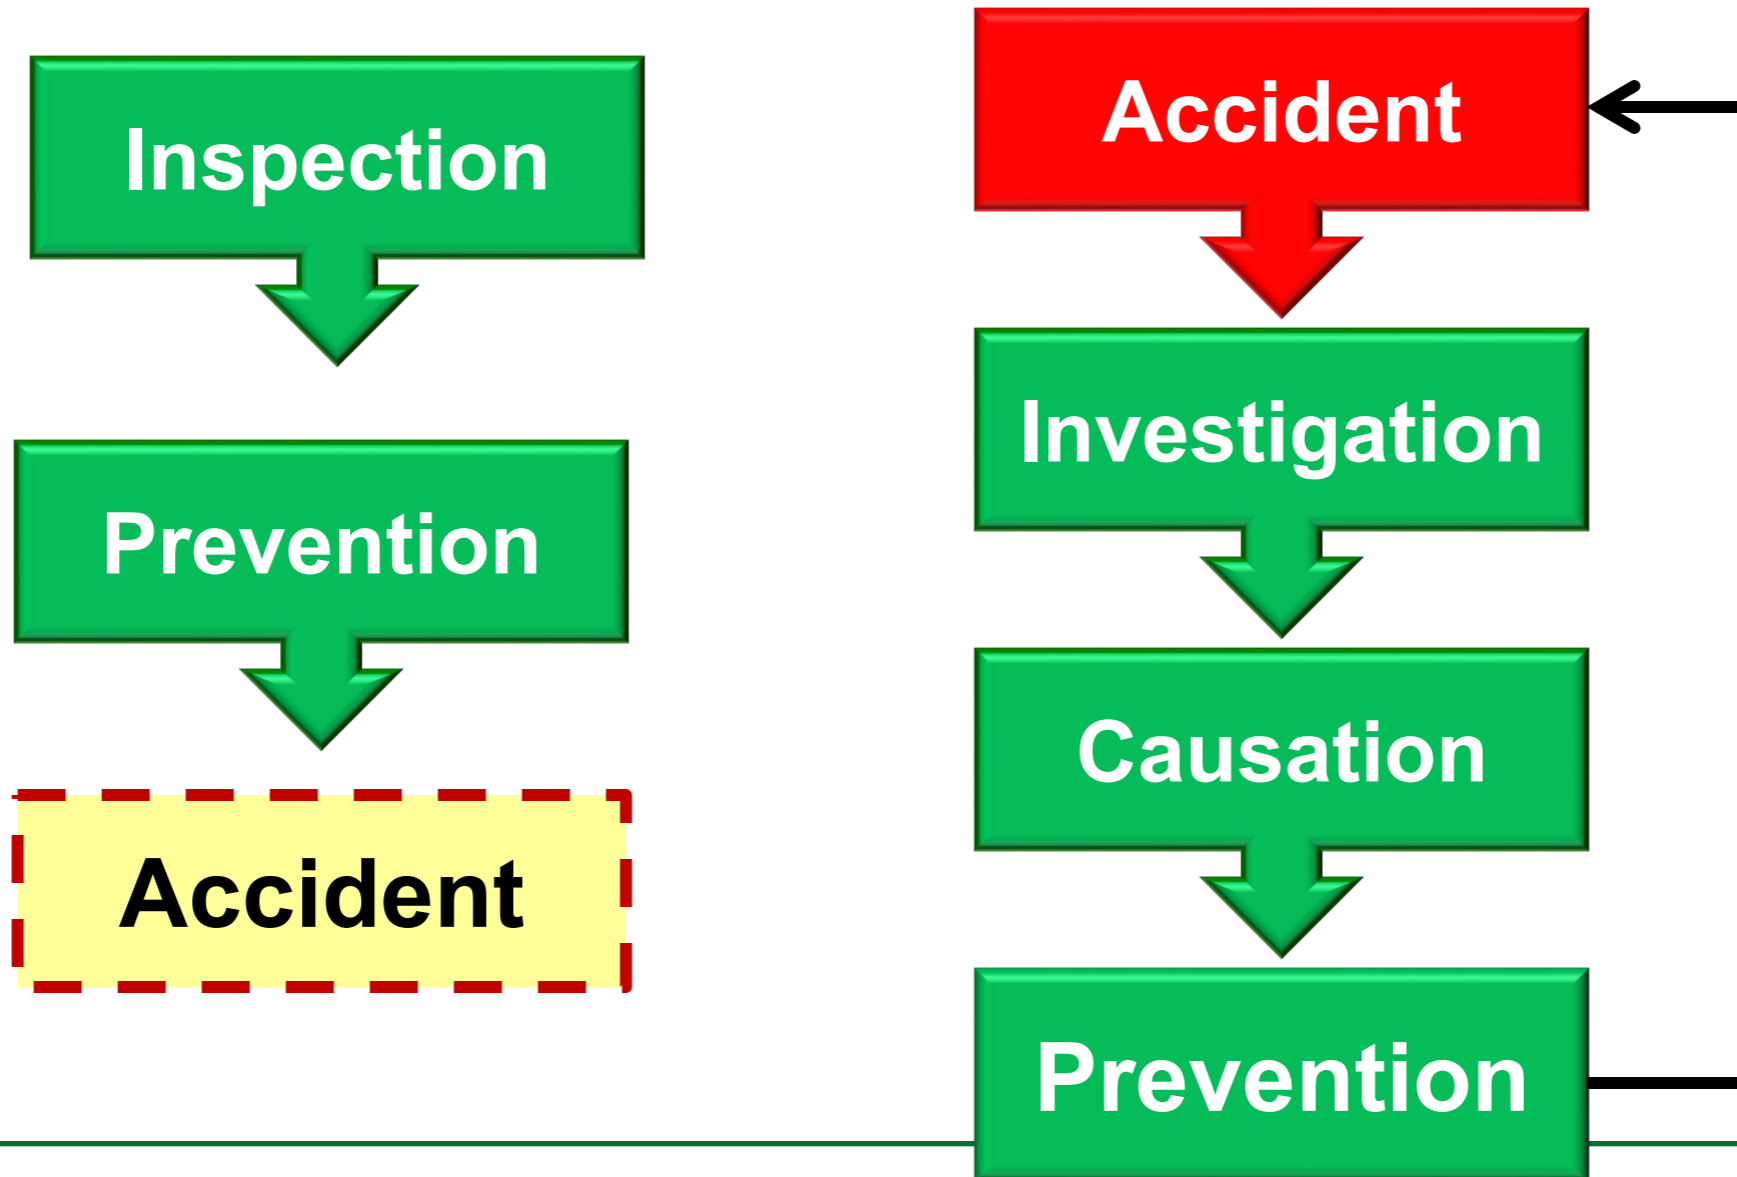 Inspection
Prevention
Accident
Accident
Investigation
Causation
Prevention